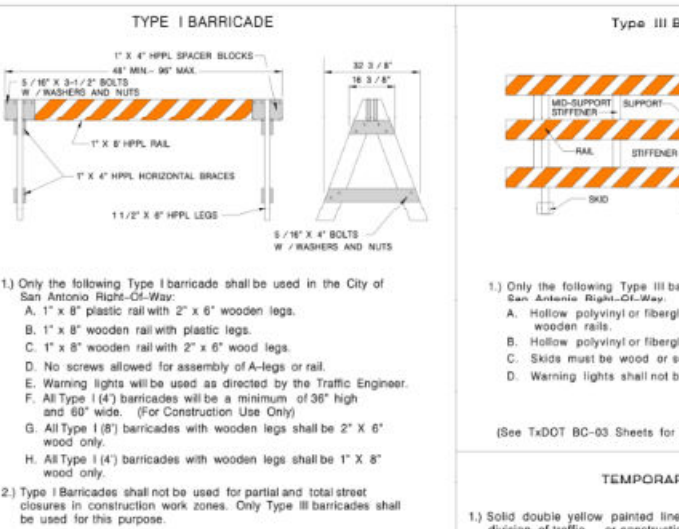 TYPE I BARRICADE
1" X 4" HPPL SPACER BLOCKS
48" MIN.- 96" MAX.
5/16" X 3-1/2" BOLTS
W / WASHERS AND NUTS
1" X 8' HPPL RAIL
1" X 4" HPPL HORIZONTAL BRACES
1 1/2" X 6" HPPL LEGS
32 3/8"
16 3/8"
5/16" X 4" BOLTS
W / WASHERS AND NUTS
1.) Only the following Type I barricade shall be used in the City of
San Antonio Right-Of-Way:
A. 1" x 8" plastic rail with 2" x 6" wooden legs.
B. 1" x 8" wooden rail with plastic legs.
C. 1" x 8" wooden rail with 2" x 6" wood legs.
D. No screws allowed for assembly of A-legs or rail.
E. Warning lights will be used as directed by the Traffic Engineer.
F. All Type I (4') barricades will be a minimum of 36" high
and 60" wide. (For Construction Use Only)
G. All Type I (8') barricades with wooden legs shall be 2" X 6"
wood only.
H. All Type I (4') barricades with wooden legs shall be 1" X 8"
wood only.
2.) Type I Barricades shall not be used for partial and total street
closures in construction work zones. Only Type III barricades shall
be used for this purpose.
Type III B
MID-SUPPORT
STIFFENER
SUPPORT
RAIL
STIFFENER
SKID
1.) Only the following Type III ba
San Antonio Right-Of-Way:
A. Hollow polyvinyl or fibergl
wooden rails.
B. Hollow polyvinyl or fibergl
C. Skids must be wood or s
D. Warning lights shall not b
(See TxDOT BC-03 Sheets for
TEMPORAR
1.) Solid double yellow painted line
division of traffic or construction